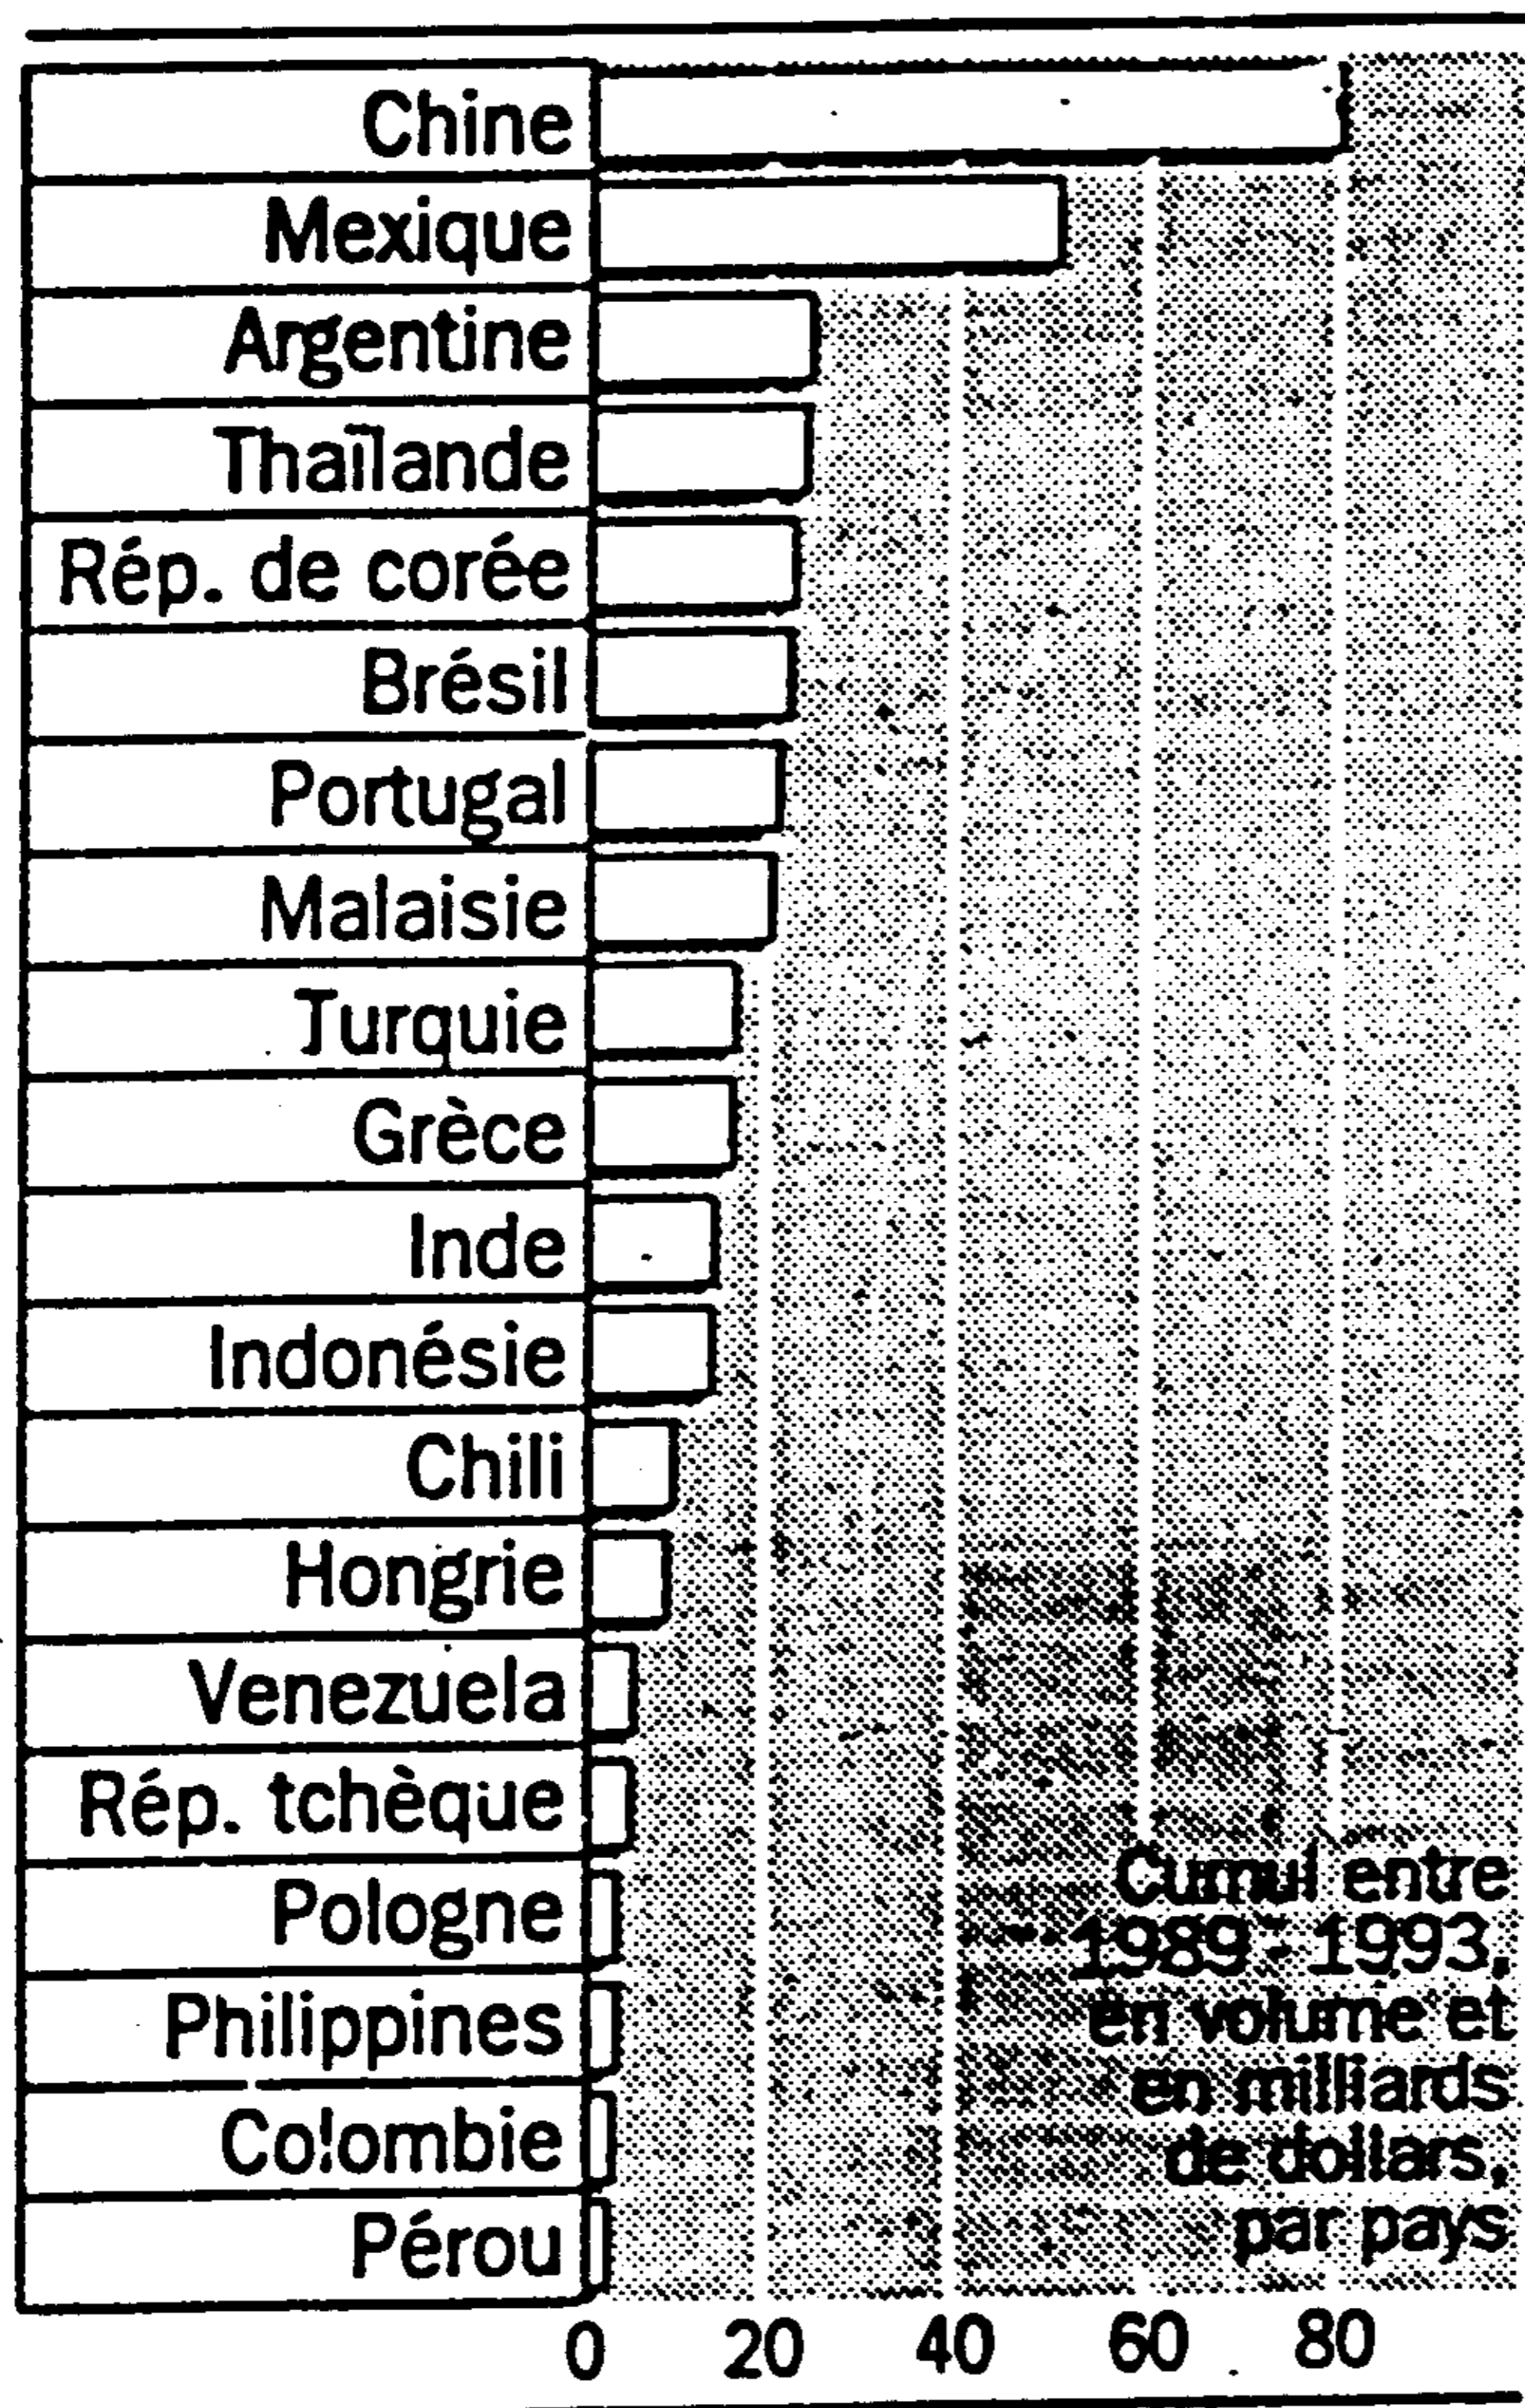 Chine
Mexique
Argentine
Thaïlande
Rép. de corée
Brésil
Portugal
Malaisie
Turquie
Grèce
Inde
Indonésie
Chili
Hongrie
Venezuela
Rép. tchèque
Pologne
Philippines
Colombie
Pérou
Cumul entre
1989 - 1993,
en volume et
en milliards
de dollars,
par pays
0 20 40 60 80